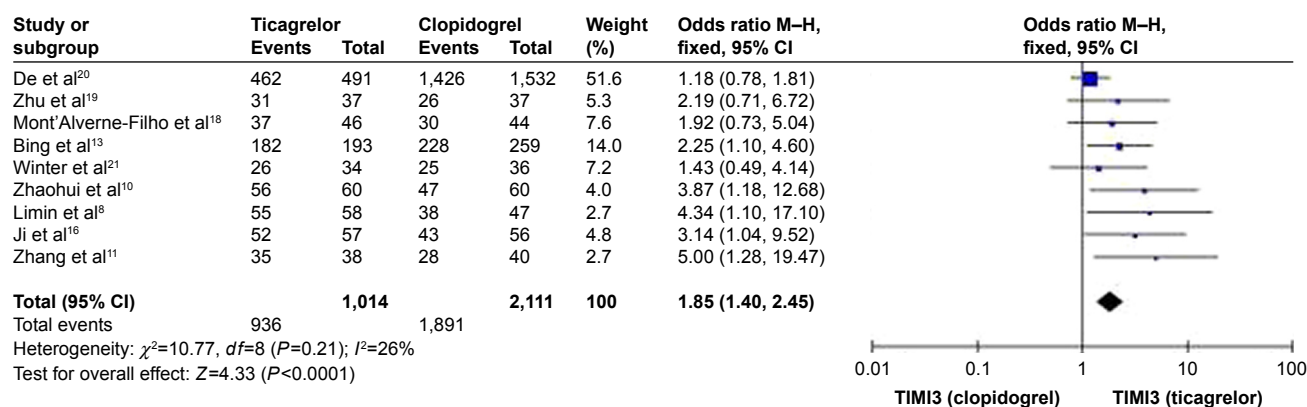 Study or subgroup Ticagrelor Events Total Clopidogrel Events Total Weight (%) Odds ratio M–H, fixed, 95% CI Odds ratio M–H, fixed, 95% CI
De et al20 462 491 1,426 1,532 51.6 1.18 (0.78, 1.81)
Zhu et al19 31 37 26 37 5.3 2.19 (0.71, 6.72)
Mont'Alverne-Filho et al18 37 46 30 44 7.6 1.92 (0.73, 5.04)
Bing et al13 182 193 228 259 14.0 2.25 (1.10, 4.60)
Winter et al21 26 34 25 36 7.2 1.43 (0.49, 4.14)
Zhaohui et al10 56 60 47 60 4.0 3.87 (1.18, 12.68)
Limin et al8 55 58 38 47 2.7 4.34 (1.10, 17.10)
Ji et al16 52 57 43 56 4.8 3.14 (1.04, 9.52)
Zhang et al11 35 38 28 40 2.7 5.00 (1.28, 19.47)
Total (95% CI) 1,014 2,111 100 1.85 (1.40, 2.45)
Total events 936 1,891
Heterogeneity: χ2=10.77, df=8 (P=0.21); I2=26%
Test for overall effect: Z=4.33 (P<0.0001)
0.01 0.1 1 10 100
TIMI3 (clopidogrel) TIMI3 (ticagrelor)